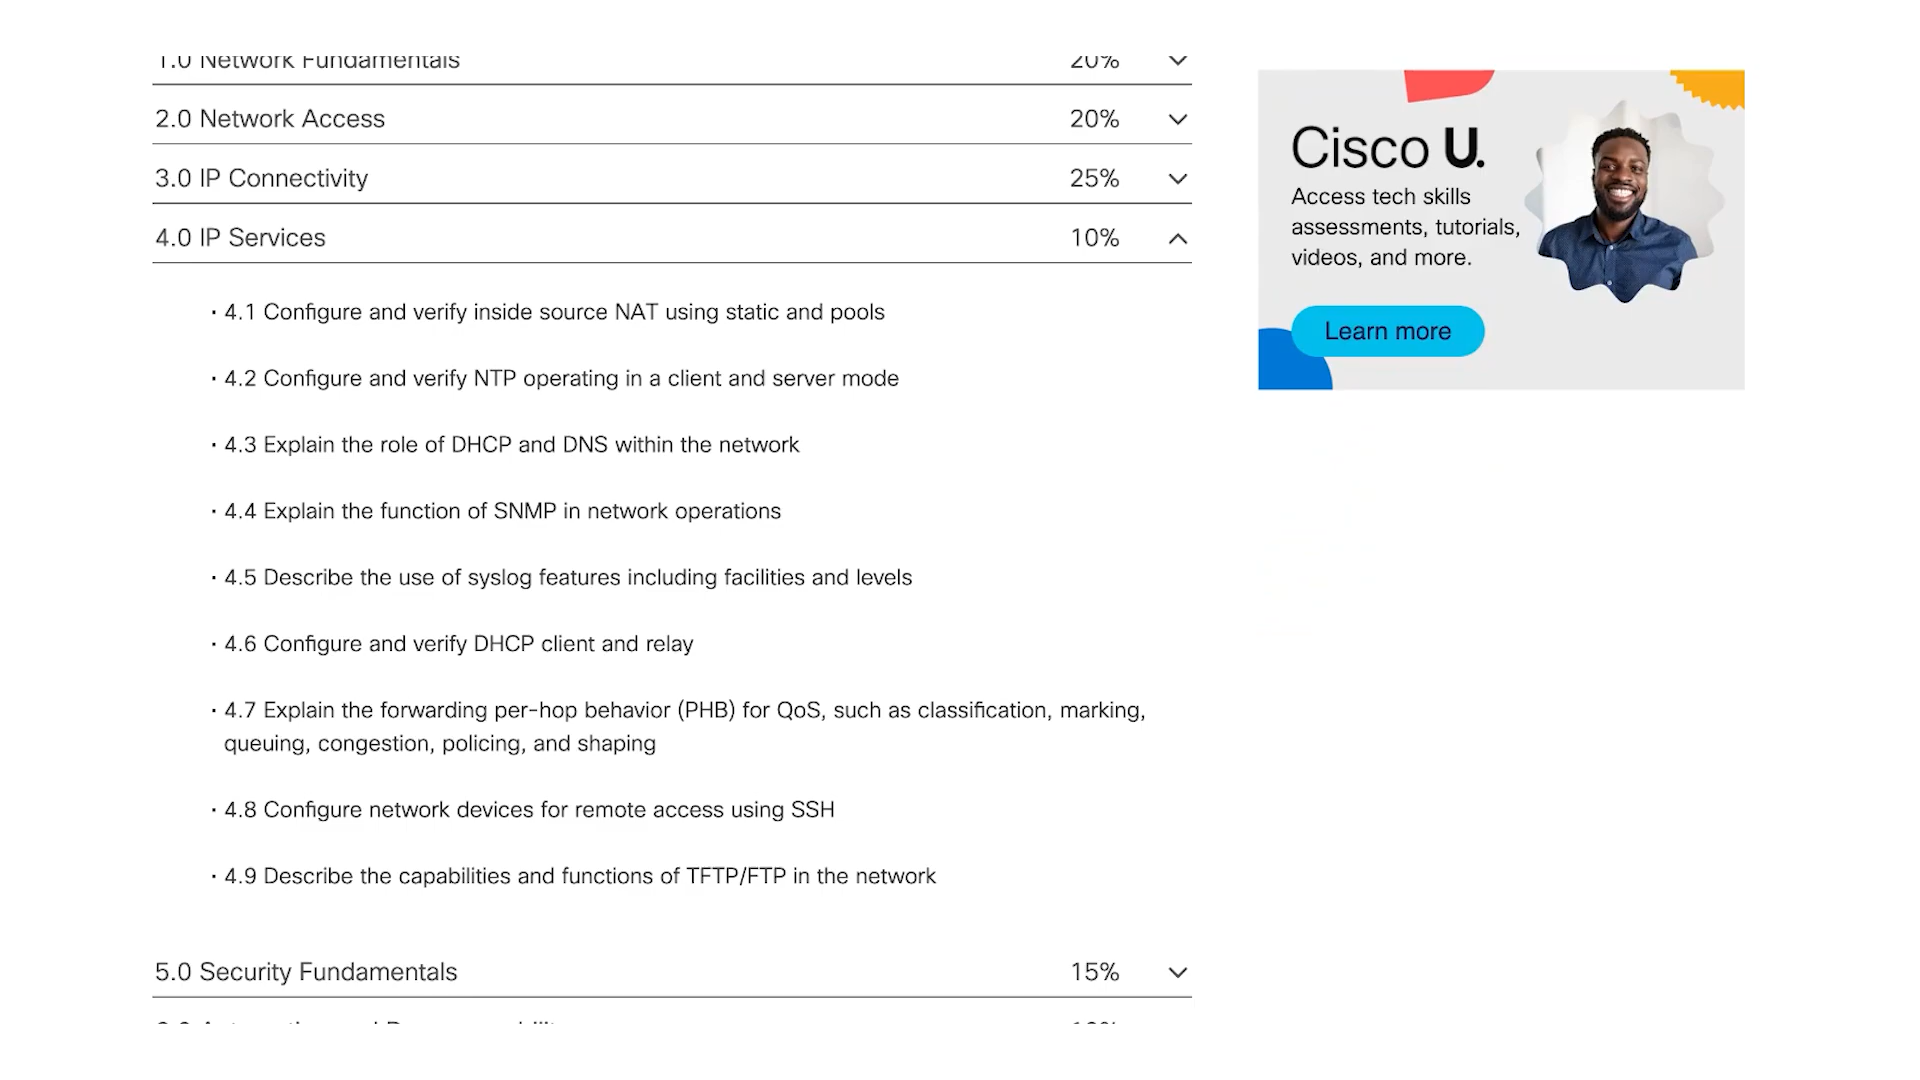 1.0 Network Fundamentals 20%
2.0 Network Access 20%
3.0 IP Connectivity 25%
4.0 IP Services 10%
· 4.1 Configure and verify inside source NAT using static and pools
· 4.2 Configure and verify NTP operating in a client and server mode
· 4.3 Explain the role of DHCP and DNS within the network
· 4.4 Explain the function of SNMP in network operations
· 4.5 Describe the use of syslog features including facilities and levels
· 4.6 Configure and verify DHCP client and relay
· 4.7 Explain the forwarding per-hop behavior (PHB) for QoS, such as classification, marking,
queuing, congestion, policing, and shaping
· 4.8 Configure network devices for remote access using SSH
· 4.9 Describe the capabilities and functions of TFTP/FTP in the network
5.0 Security Fundamentals 15%
Cisco U.
Access tech skills
assessments, tutorials,
videos, and more.
Learn more